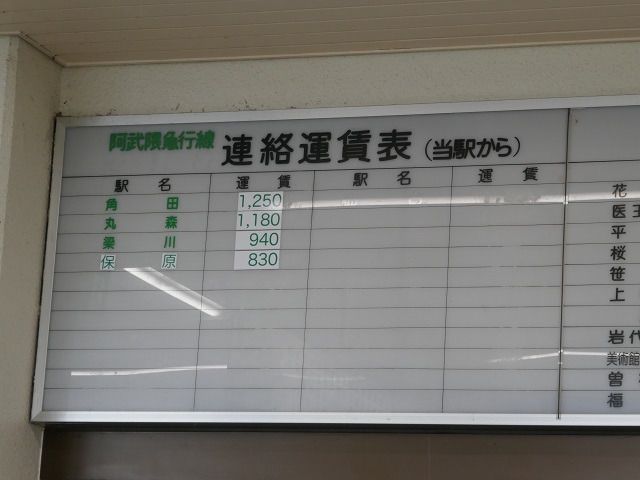 阿武隈急行線 連絡運賃表(当駅から)
駅名 運賃 駅名 運賃
角田 1,250
丸森 1,180
梁川 940
保原 830
花
医王
平
桜
笹
上
岩代
美術館
曽
福